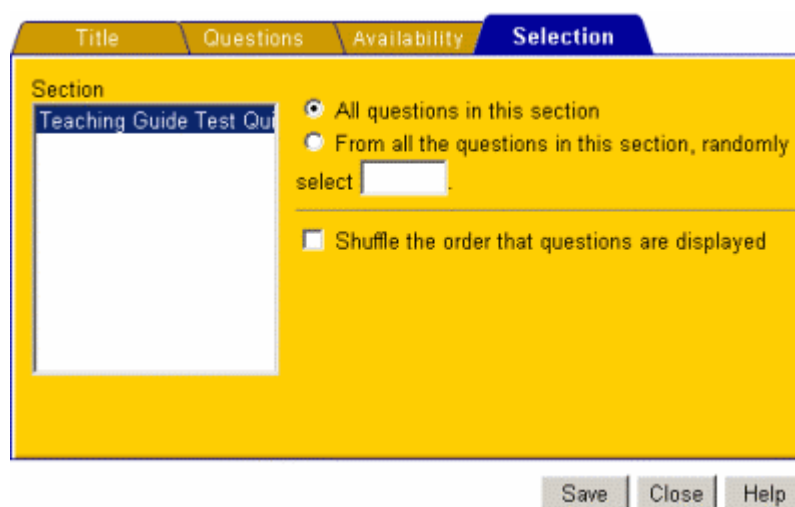 Title Questions Availability Selection
Section
Teaching Guide Test Qui
All questions in this section
From all the questions in this section, randomly
select .
Shuffle the order that questions are displayed
Save Close Help